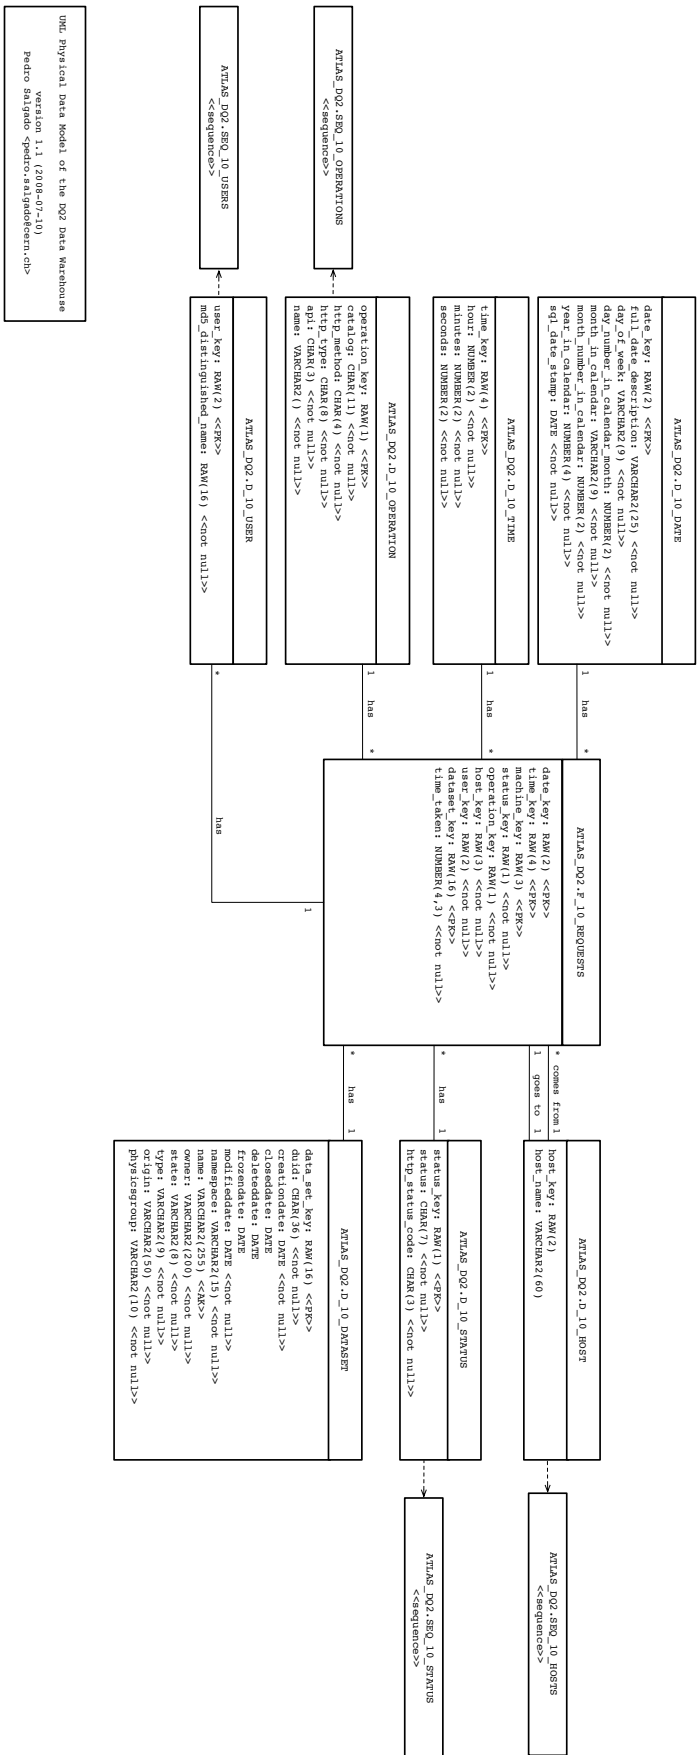 UML Physical Data Model of the DQ2 Data Warehouse
version 1.1 (2008-07-10)
Pedro Salgado <pedro.salgado@cern.ch>
ATLAS_DQ2.SEQ_10_OPERATIONS
<<sequence>>
ATLAS_DQ2.SEQ_10_USERS
<<sequence>>
ATLAS_DQ2.D_10_DATE
date_key: RAW(2) <<PK>>
full_date_description: VARCHAR2(25) <<not null>>
day_of_week: VARCHAR2(9) <<not null>>
day_number_in_calendar_month: NUMBER(2) <<not null>>
month_in_calendar: VARCHAR2(9) <<not null>>
month_number_in_calendar: NUMBER(2) <<not null>>
year_in_calendar: NUMBER(4) <<not null>>
sql_date_stamp: DATE <<not null>>
ATLAS_DQ2.D_10_TIME
time_key: RAW(4) <<PK>>
hour: NUMBER(2) <<not null>>
minutes: NUMBER(2) <<not null>>
seconds: NUMBER(2) <<not null>>
ATLAS_DQ2.D_10_OPERATION
operation_key: RAW(1) <<PK>>
catalog: CHAR(11) <<not null>>
http_method: CHAR(4) <<not null>>
http_type: CHAR(8) <<not null>>
api: CHAR(3) <<not null>>
name: VARCHAR2() <<not null>>
ATLAS_DQ2.D_10_USER
user_key: RAW(2) <<PK>>
md5_distinguished_name: RAW(16) <<not null>>
1 has *
1 has *
1 has *
* has 1
ATLAS_DQ2.F_10_REQUESTS
date_key: RAW(2) <<PK>>
time_key: RAW(4) <<PK>>
machine_key: RAW(3) <<PK>>
status_key: RAW(1) <<not null>>
operation_key: RAW(1) <<not null>>
host_key: RAW(3) <<not null>>
user_key: RAW(2) <<not null>>
dataset_key: RAW(16) <<PK>>
time_taken: NUMBER(4,3) <<not null>>
* comes from 1
1 goes to 1
* has 1
* has 1
ATLAS_DQ2.D_10_HOST
host_key: RAW(2)
host_name: VARCHAR2(60)
ATLAS_DQ2.D_10_STATUS
status_key: RAW(1) <<PK>>
status: CHAR(7) <<not null>>
http_status_code: CHAR(3) <<not null>>
ATLAS_DQ2.D_10_DATASET
data_set_key: RAW(16) <<PK>>
duid: CHAR(36) <<not null>>
creationdate: DATE <<not null>>
closeddate: DATE
deleteddate: DATE
frozendate: DATE
modifieddate: DATE <<not null>>
namespace: VARCHAR2(15) <<not null>>
name: VARCHAR2(255) <<AK>>
owner: VARCHAR2(200) <<not null>>
state: VARCHAR2(8) <<not null>>
type: VARCHAR2(9) <<not null>>
origin: VARCHAR2(50) <<not null>>
physicsgroup: VARCHAR2(10) <<not null>>
ATLAS_DQ2.SEQ_10_HOSTS
<<sequence>>
ATLAS_DQ2.SEQ_10_STATUS
<<sequence>>